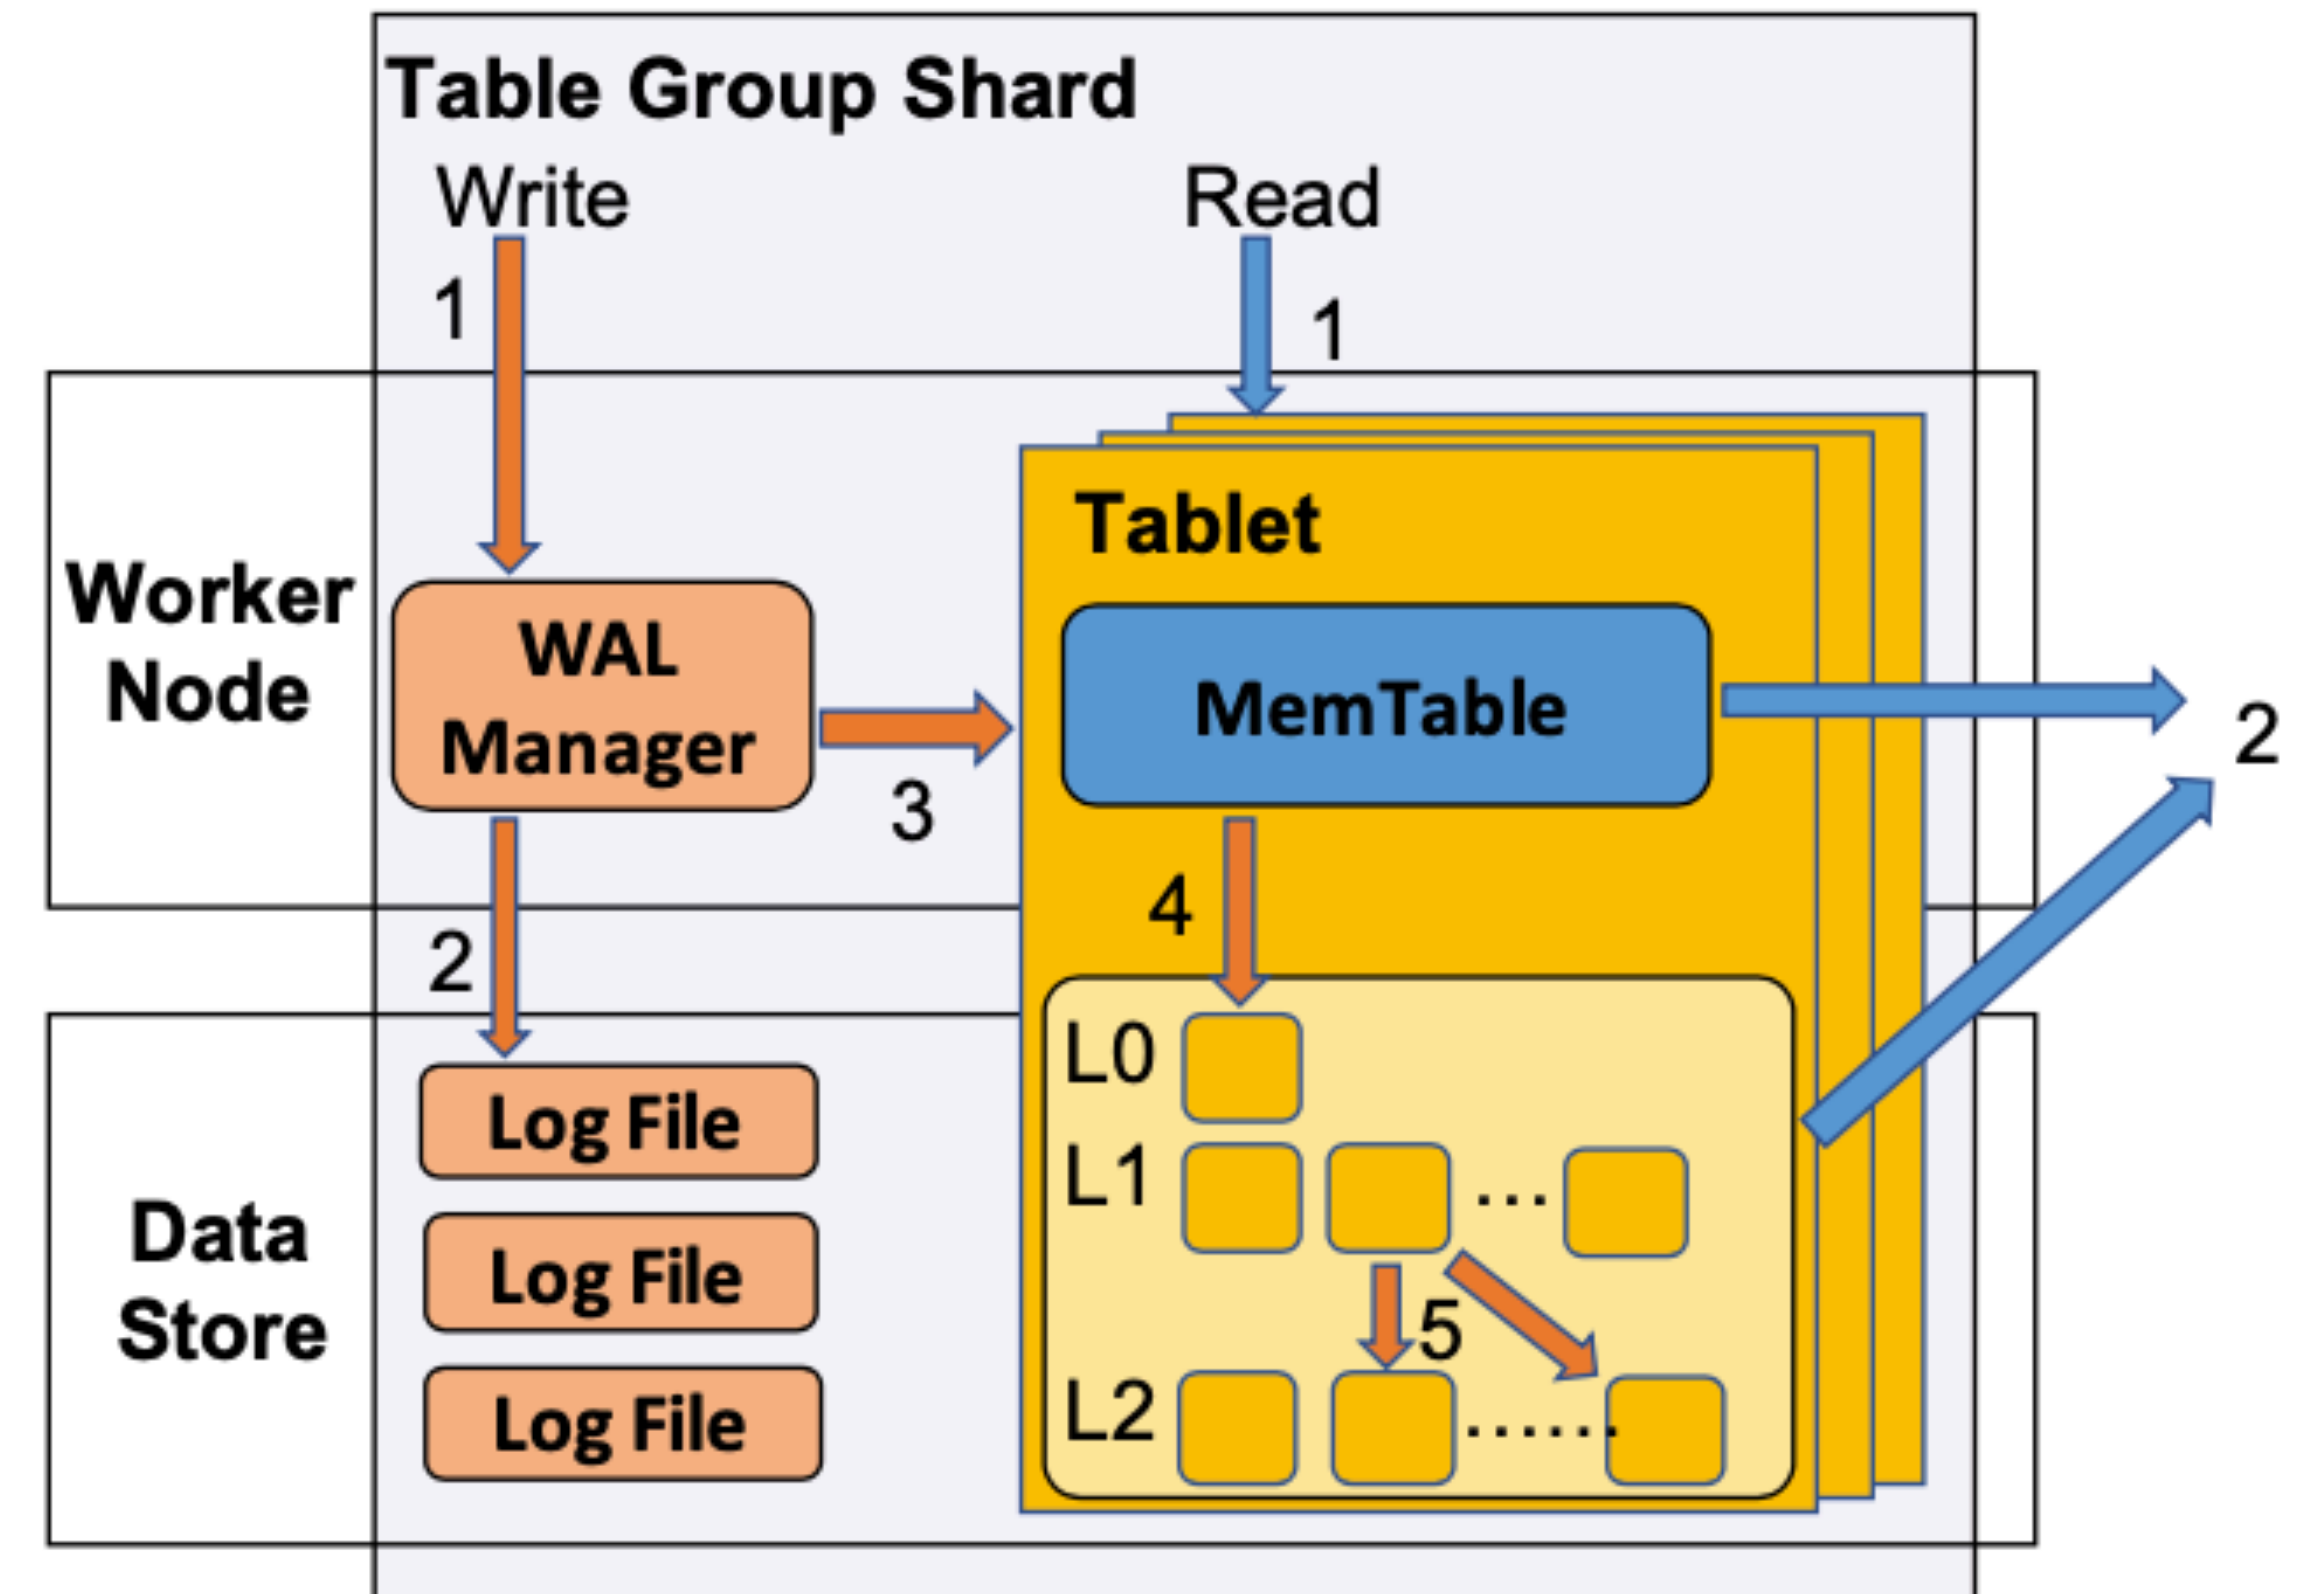 Table Group Shard
Write
Read
1
1
Worker
Node
WAL
Manager
Tablet
MemTable
2
3
4
2
Data
Store
Log File
Log File
Log File
L0
L1
...
5
L2
......